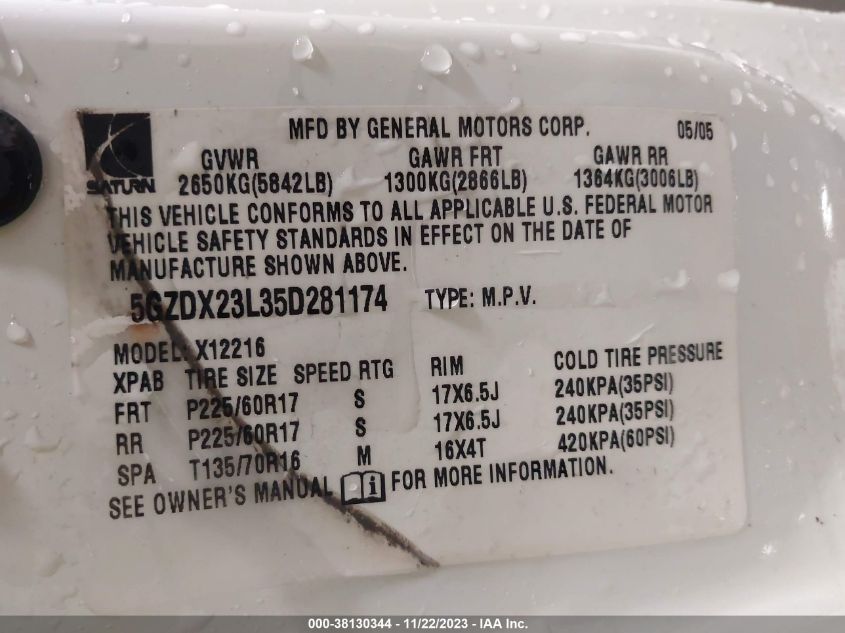 MFD BY GENERAL MOTORS CORP. 05/05
SATURN
GVWR GAWR FRT GAWR RR
2650KG(5842LB) 1300KG(2866LB) 1364KG(3006LB)
THIS VEHICLE CONFORMS TO ALL APPLICABLE U.S. FEDERAL MOTOR
VEHICLE SAFETY STANDARDS IN EFFECT ON THE DATE OF
MANUFACTURE SHOWN ABOVE.
5GZDX23L35D281174 TYPE: M.P.V.
MODEL: X12216
XPAB TIRE SIZE SPEED RTG RIM COLD TIRE PRESSURE
FRT P225/60R17 S 17X6.5J 240KPA(35PSI)
RR P225/60R17 S 17X6.5J 240KPA(35PSI)
SPA T135/70R16 M 16X4T 420KPA(60PSI)
SEE OWNER'S MANUAL i FOR MORE INFORMATION.
000-38130344 - 11/22/2023 - IAA Inc.